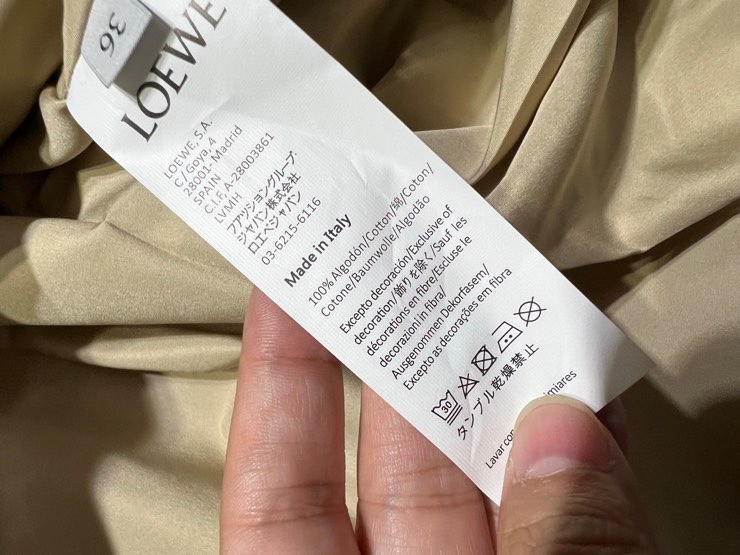 36
LOEWE
LOEWE, S.A.
C/ Goya, 4
28001- Madrid
SPAIN
C.I.F A-28003861
LVMH
ファッショングループ
ジャパン株式会社
ロエベジャパン
03-6215-6116
Made in Italy
100% Algodón/Cotton/綿/Coton/
Cotone/Baumwolle/Algodão
Excepto decoración/Exclusive of
decoration/飾りを除く/Sauf les
décorations en fibre/Escluse le
decorazioni in fibra/
Ausgenommen Dekorfasern/
Excepto as decorações em fibra
30
タンブル乾燥禁止
Lavar